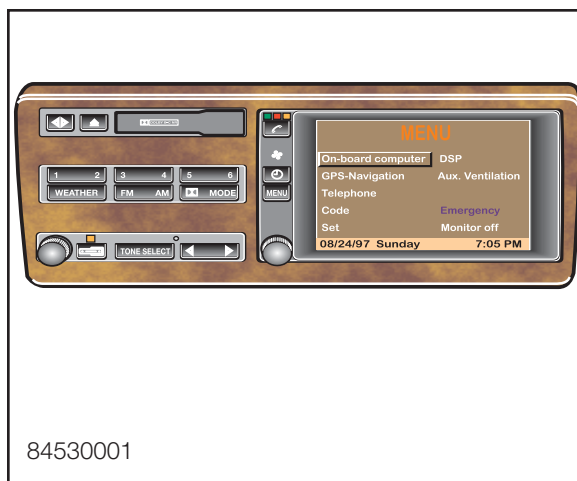 1 2 3 4 5 6
WEATHER FM AM MODE
TONE SELECT
MENU
MENU
On-board computer DSP
GPS-Navigation Aux. Ventilation
Telephone
Code Emergency
Set Monitor off
08/24/97 Sunday 7:05 PM
84530001